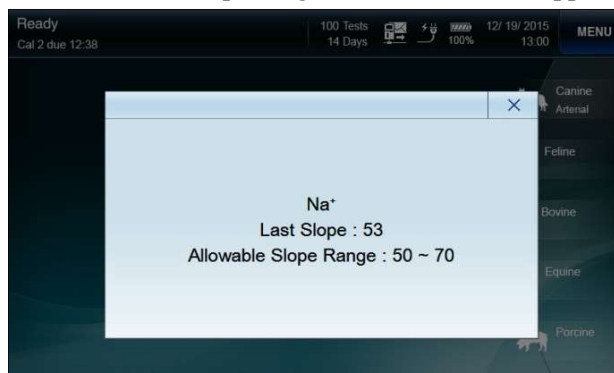 Ready
Cal 2 due 12:38
100 Tests
14 Days
100%
12/ 19/ 2015
13:00
MENU
Canine
Arterial
Feline
Na⁺
Last Slope : 53
Allowable Slope Range : 50 ~ 70
Bovine
Equine
Porcine